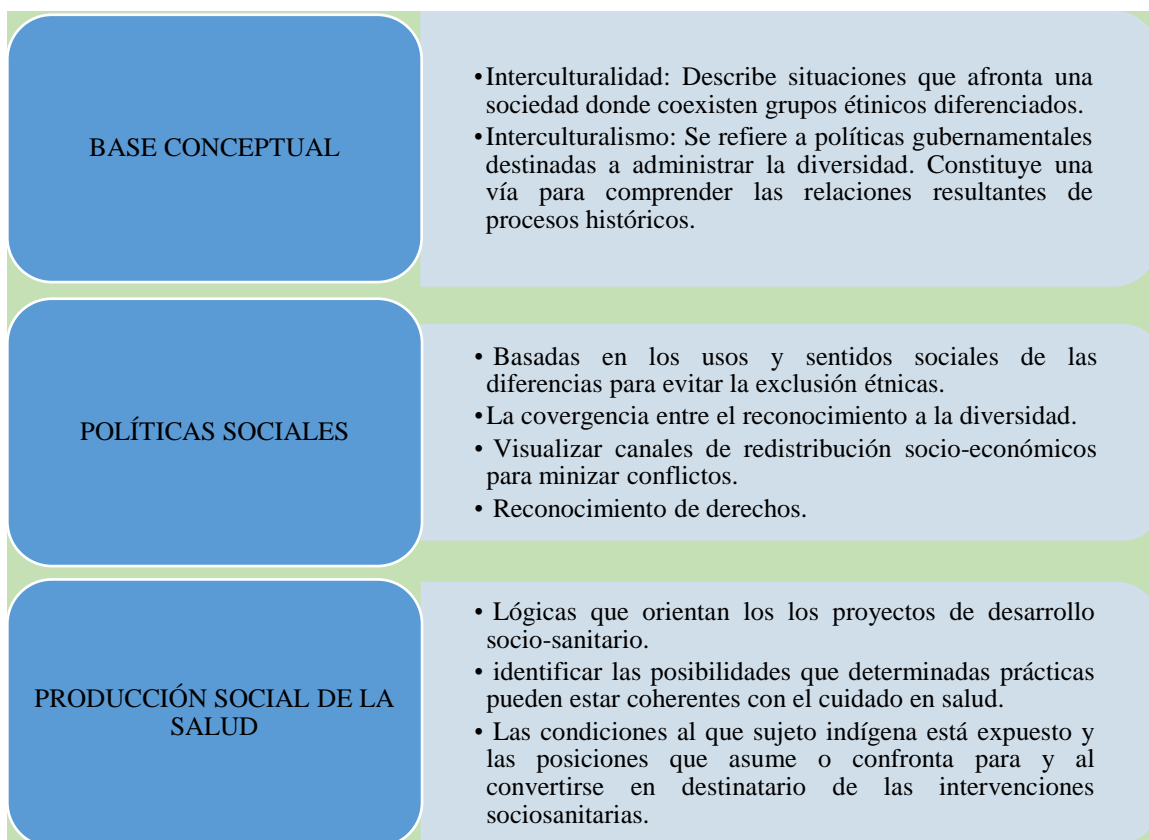 BASE CONCEPTUAL
•Interculturalidad: Describe situaciones que afronta una
sociedad donde coexisten grupos étinicos diferenciados.
•Interculturalismo: Se refiere a políticas gubernamentales
destinadas a administrar la diversidad. Constituye una
vía para comprender las relaciones resultantes de
procesos históricos.
POLÍTICAS SOCIALES
• Basadas en los usos y sentidos sociales de las
diferencias para evitar la exclusión étnicas.
•La covergencia entre el reconocimiento a la diversidad.
• Visualizar canales de redistribución socio-económicos
para minizar conflictos.
• Reconocimiento de derechos.
PRODUCCIÓN SOCIAL DE LA
SALUD
• Lógicas que orientan los los proyectos de desarrollo
socio-sanitario.
• identificar las posibilidades que determinadas prácticas
pueden estar coherentes con el cuidado en salud.
• Las condiciones al que sujeto indígena está expuesto y
las posiciones que asume o confronta para y al
convertirse en destinatario de las intervenciones
sociosanitarias.